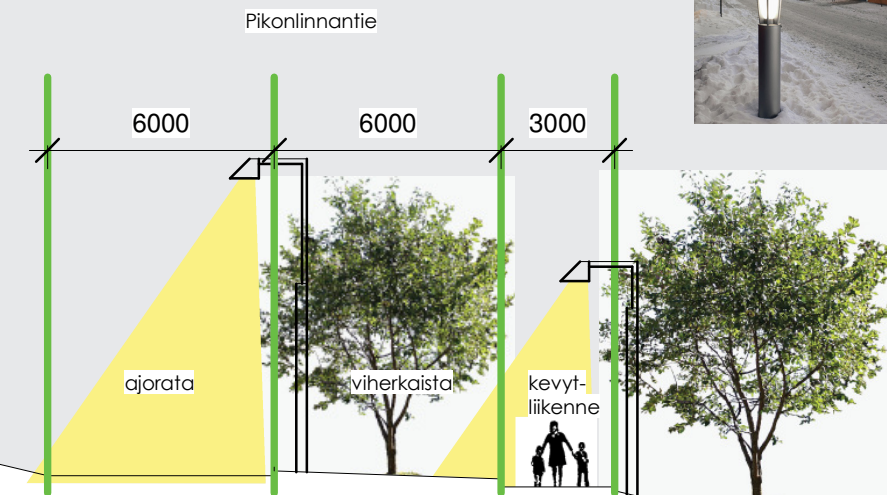 Pikonlinnantie
6000
6000
3000
ajorata
viherkaista
kevyt-
liikenne